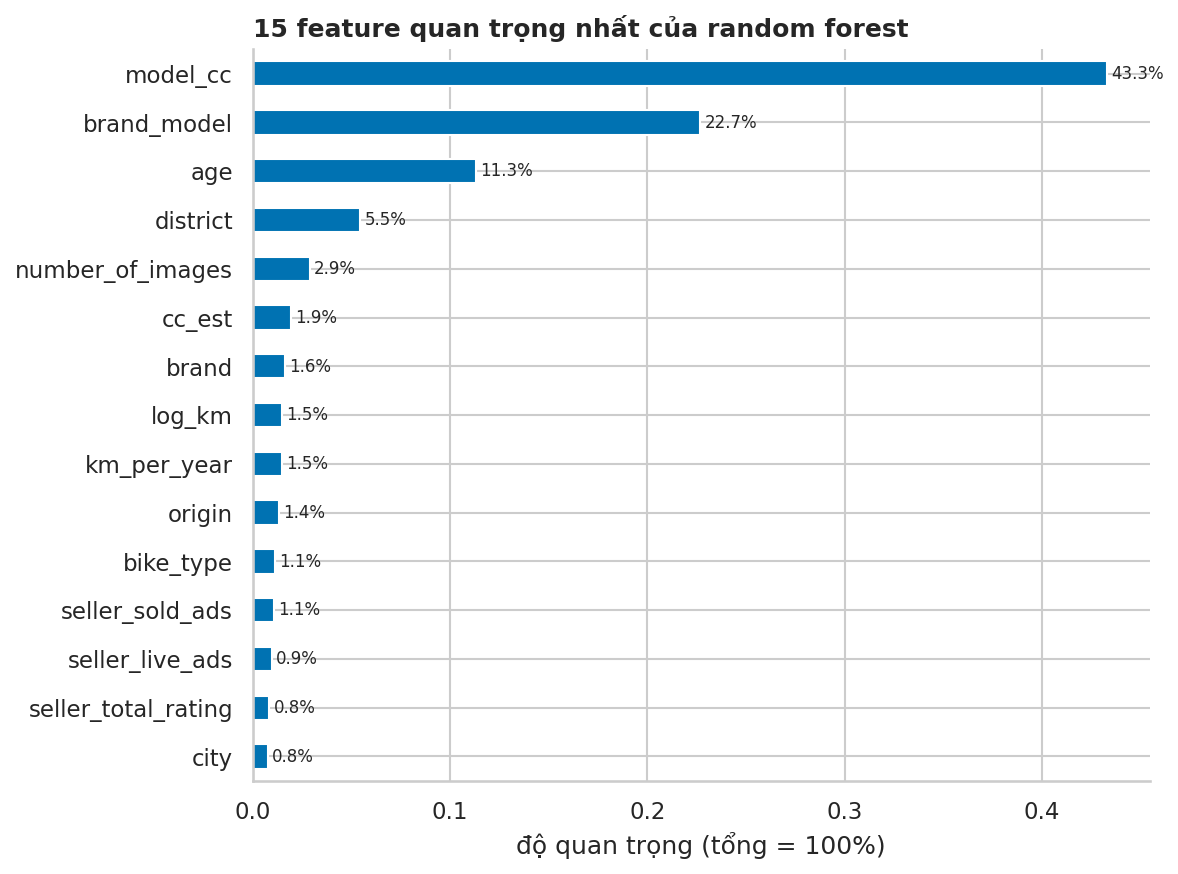 15 feature quan trọng nhất của random forest
model_cc 43.3%
brand_model 22.7%
age 11.3%
district 5.5%
number_of_images 2.9%
cc_est 1.9%
brand 1.6%
log_km 1.5%
km_per_year 1.5%
origin 1.4%
bike_type 1.1%
seller_sold_ads 1.1%
seller_live_ads 0.9%
seller_total_rating 0.8%
city 0.8%
0.0 0.1 0.2 0.3 0.4
độ quan trọng (tổng = 100%)